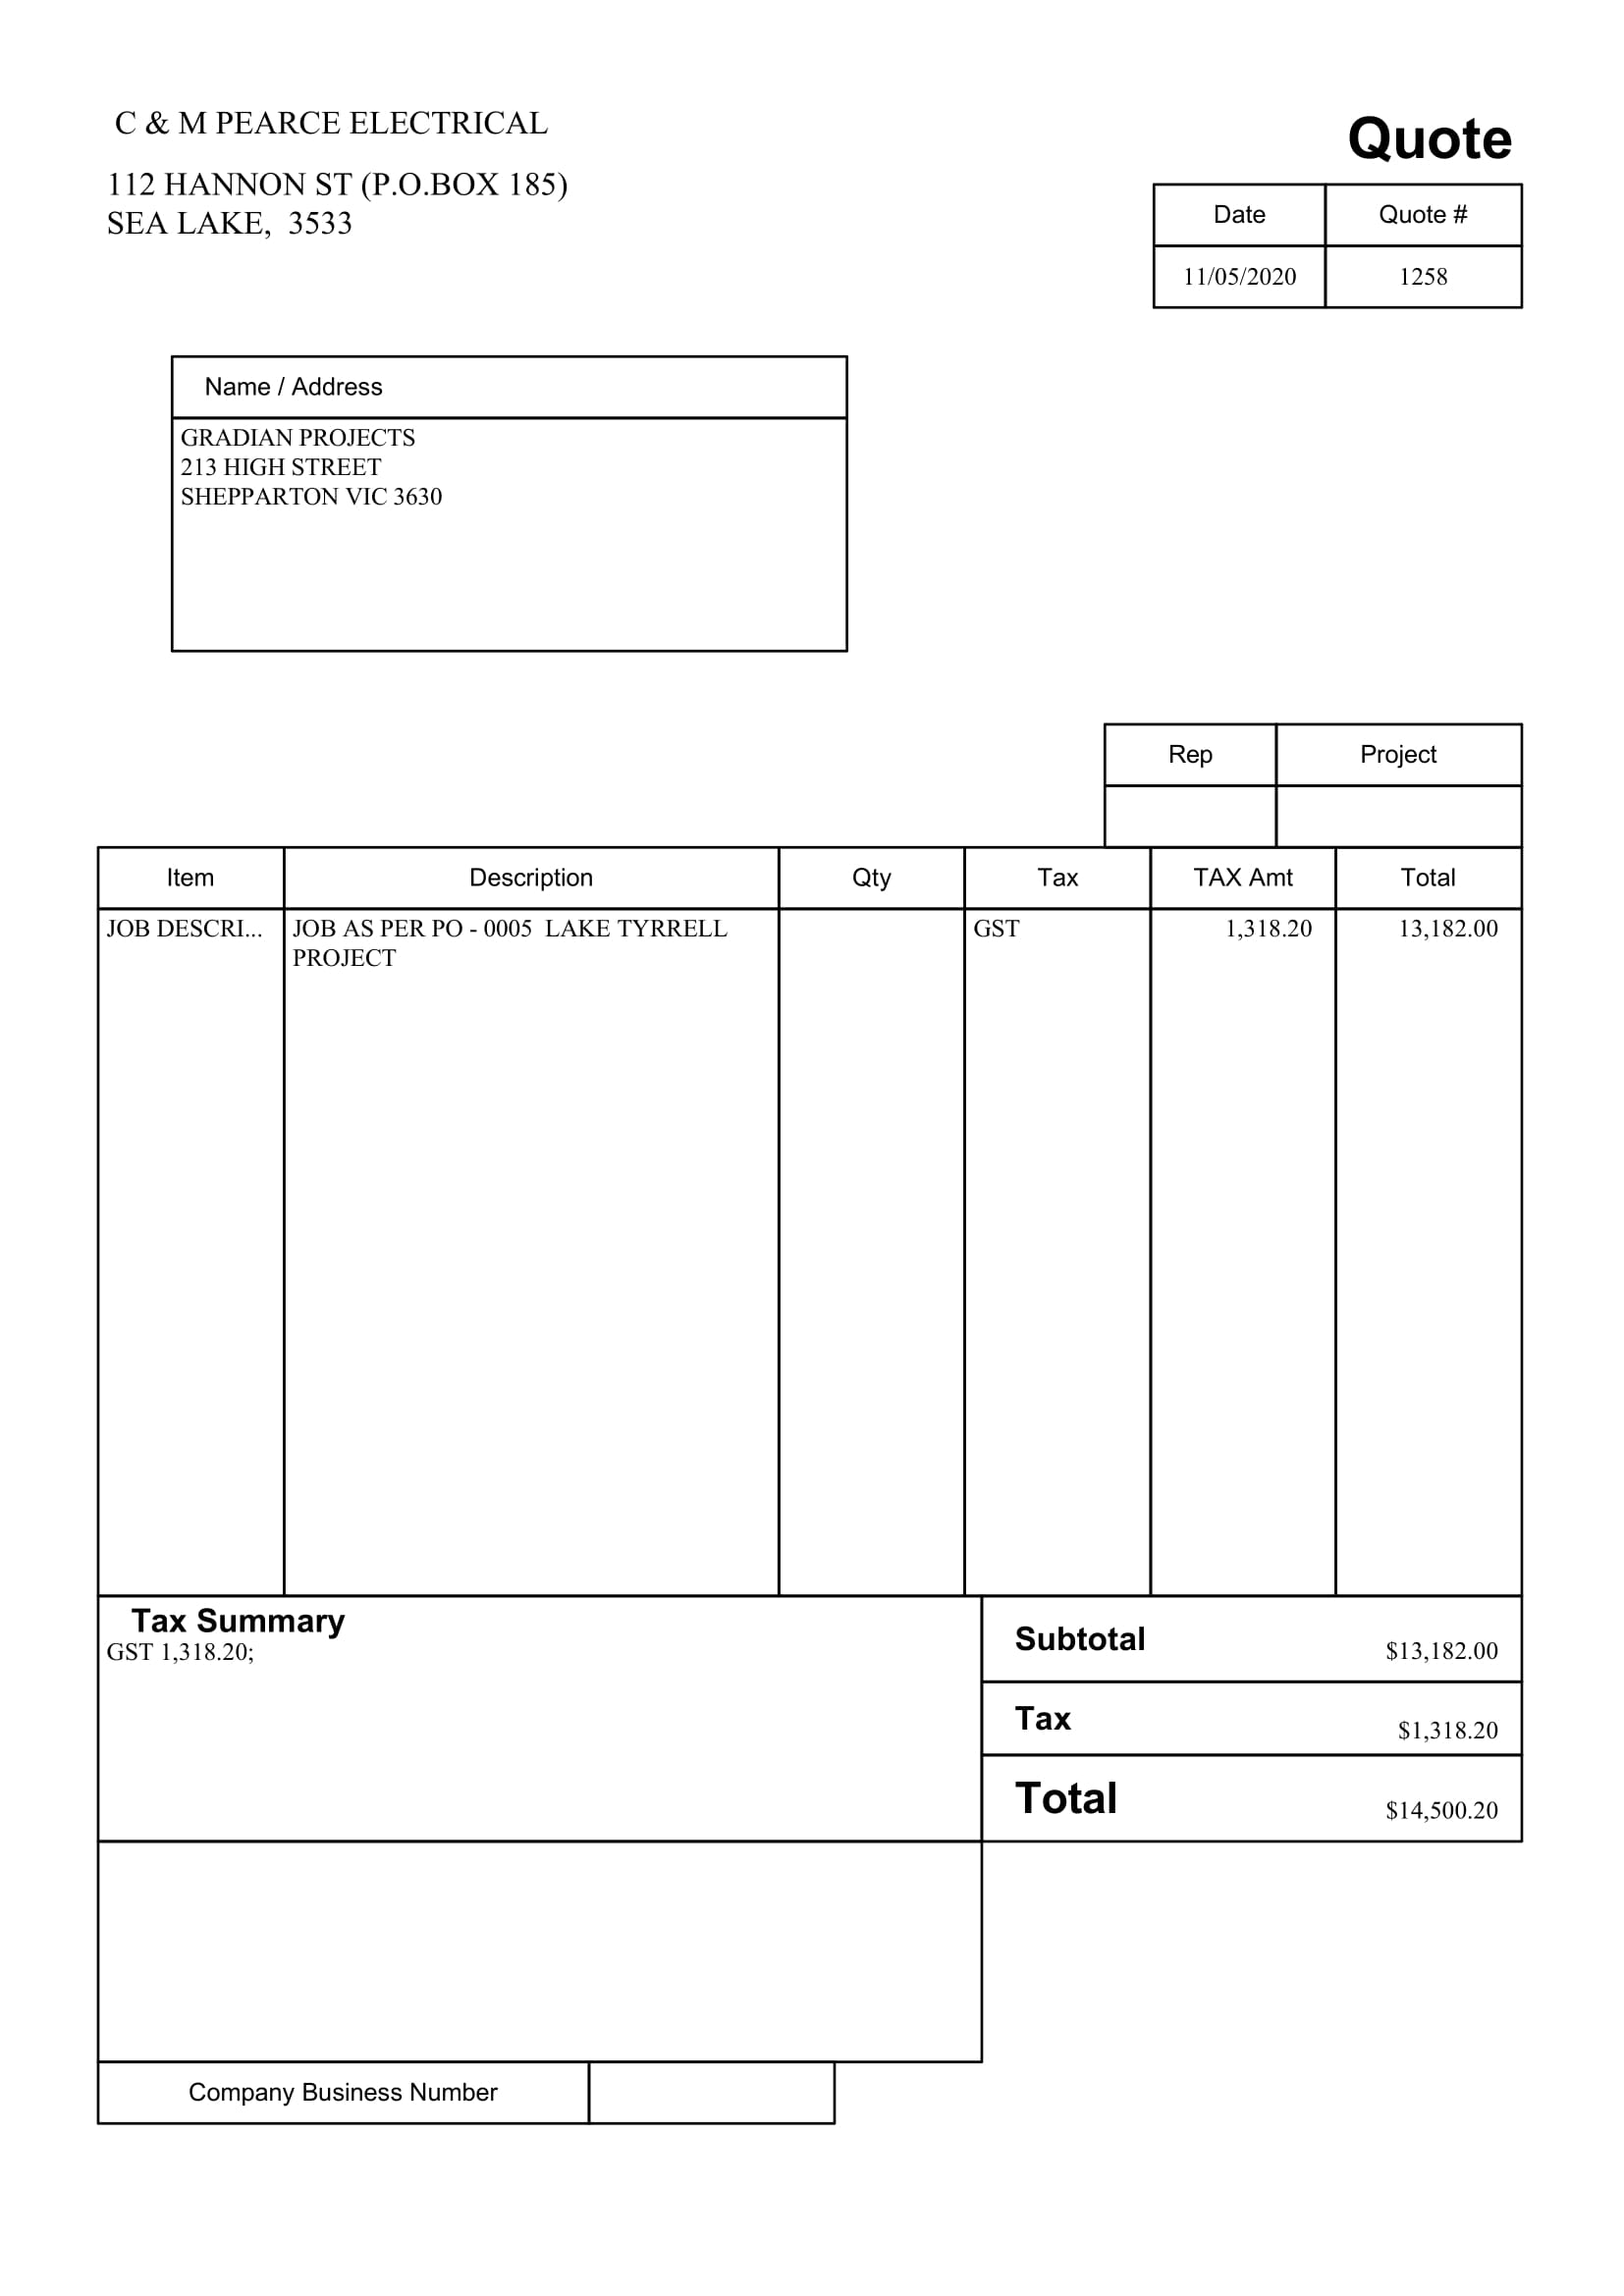 C & M PEARCE ELECTRICAL
112 HANNON ST (P.O.BOX 185)
SEA LAKE,  3533
Quote
Date Quote #
11/05/2020 1258
Name / Address
GRADIAN PROJECTS
213 HIGH STREET
SHEPPARTON VIC 3630
Rep Project
Item Description Qty Tax TAX Amt Total
JOB DESCRI... JOB AS PER PO - 0005  LAKE TYRRELL GST 1,318.20 13,182.00
PROJECT
Tax Summary
GST 1,318.20;
Subtotal $13,182.00
Tax $1,318.20
Total $14,500.20
Company Business Number